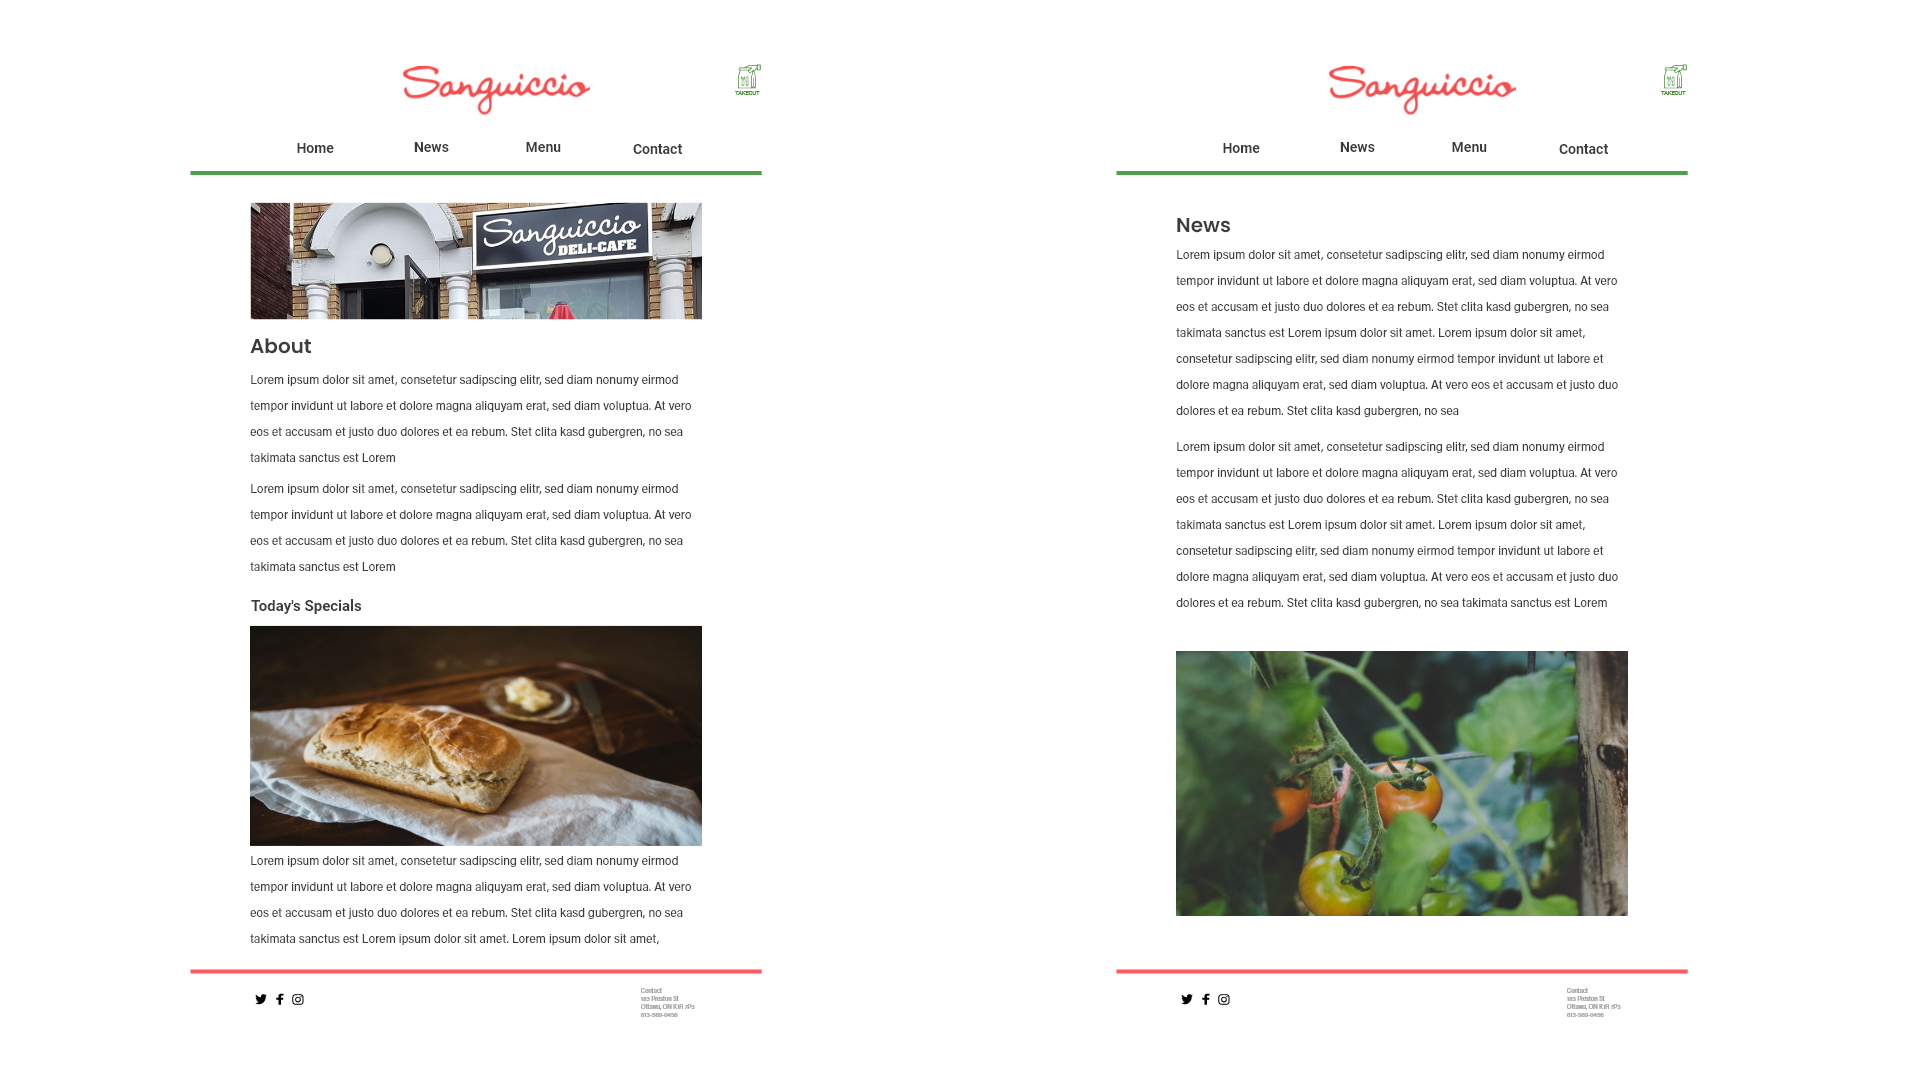 Sanguiccio
TAKEOUT
Home News Menu Contact
Sanguiccio
DELI-CAFE
About
Lorem ipsum dolor sit amet, consetetur sadipscing elitr, sed diam nonumy eirmod
tempor invidunt ut labore et dolore magna aliquyam erat, sed diam voluptua. At vero
eos et accusam et justo duo dolores et ea rebum. Stet clita kasd gubergren, no sea
takimata sanctus est Lorem
Lorem ipsum dolor sit amet, consetetur sadipscing elitr, sed diam nonumy eirmod
tempor invidunt ut labore et dolore magna aliquyam erat, sed diam voluptua. At vero
eos et accusam et justo duo dolores et ea rebum. Stet clita kasd gubergren, no sea
takimata sanctus est Lorem
Today's Specials
Lorem ipsum dolor sit amet, consetetur sadipscing elitr, sed diam nonumy eirmod
tempor invidunt ut labore et dolore magna aliquyam erat, sed diam voluptua. At vero
eos et accusam et justo duo dolores et ea rebum. Stet clita kasd gubergren, no sea
takimata sanctus est Lorem ipsum dolor sit amet. Lorem ipsum dolor sit amet,
Contact
Preston St
Ottawa, ON K1R 7P3
613-569-0456
Sanguiccio
TAKEOUT
Home News Menu Contact
News
Lorem ipsum dolor sit amet, consetetur sadipscing elitr, sed diam nonumy eirmod
tempor invidunt ut labore et dolore magna aliquyam erat, sed diam voluptua. At vero
eos et accusam et justo duo dolores et ea rebum. Stet clita kasd gubergren, no sea
takimata sanctus est Lorem ipsum dolor sit amet. Lorem ipsum dolor sit amet,
consetetur sadipscing elitr, sed diam nonumy eirmod tempor invidunt ut labore et
dolore magna aliquyam erat, sed diam voluptua. At vero eos et accusam et justo duo
dolores et ea rebum. Stet clita kasd gubergren, no sea
Lorem ipsum dolor sit amet, consetetur sadipscing elitr, sed diam nonumy eirmod
tempor invidunt ut labore et dolore magna aliquyam erat, sed diam voluptua. At vero
eos et accusam et justo duo dolores et ea rebum. Stet clita kasd gubergren, no sea
takimata sanctus est Lorem ipsum dolor sit amet. Lorem ipsum dolor sit amet,
consetetur sadipscing elitr, sed diam nonumy eirmod tempor invidunt ut labore et
dolore magna aliquyam erat, sed diam voluptua. At vero eos et accusam et justo duo
dolores et ea rebum. Stet clita kasd gubergren, no sea takimata sanctus est Lorem
Contact
Preston St
Ottawa, ON K1R 7P3
613-569-0456